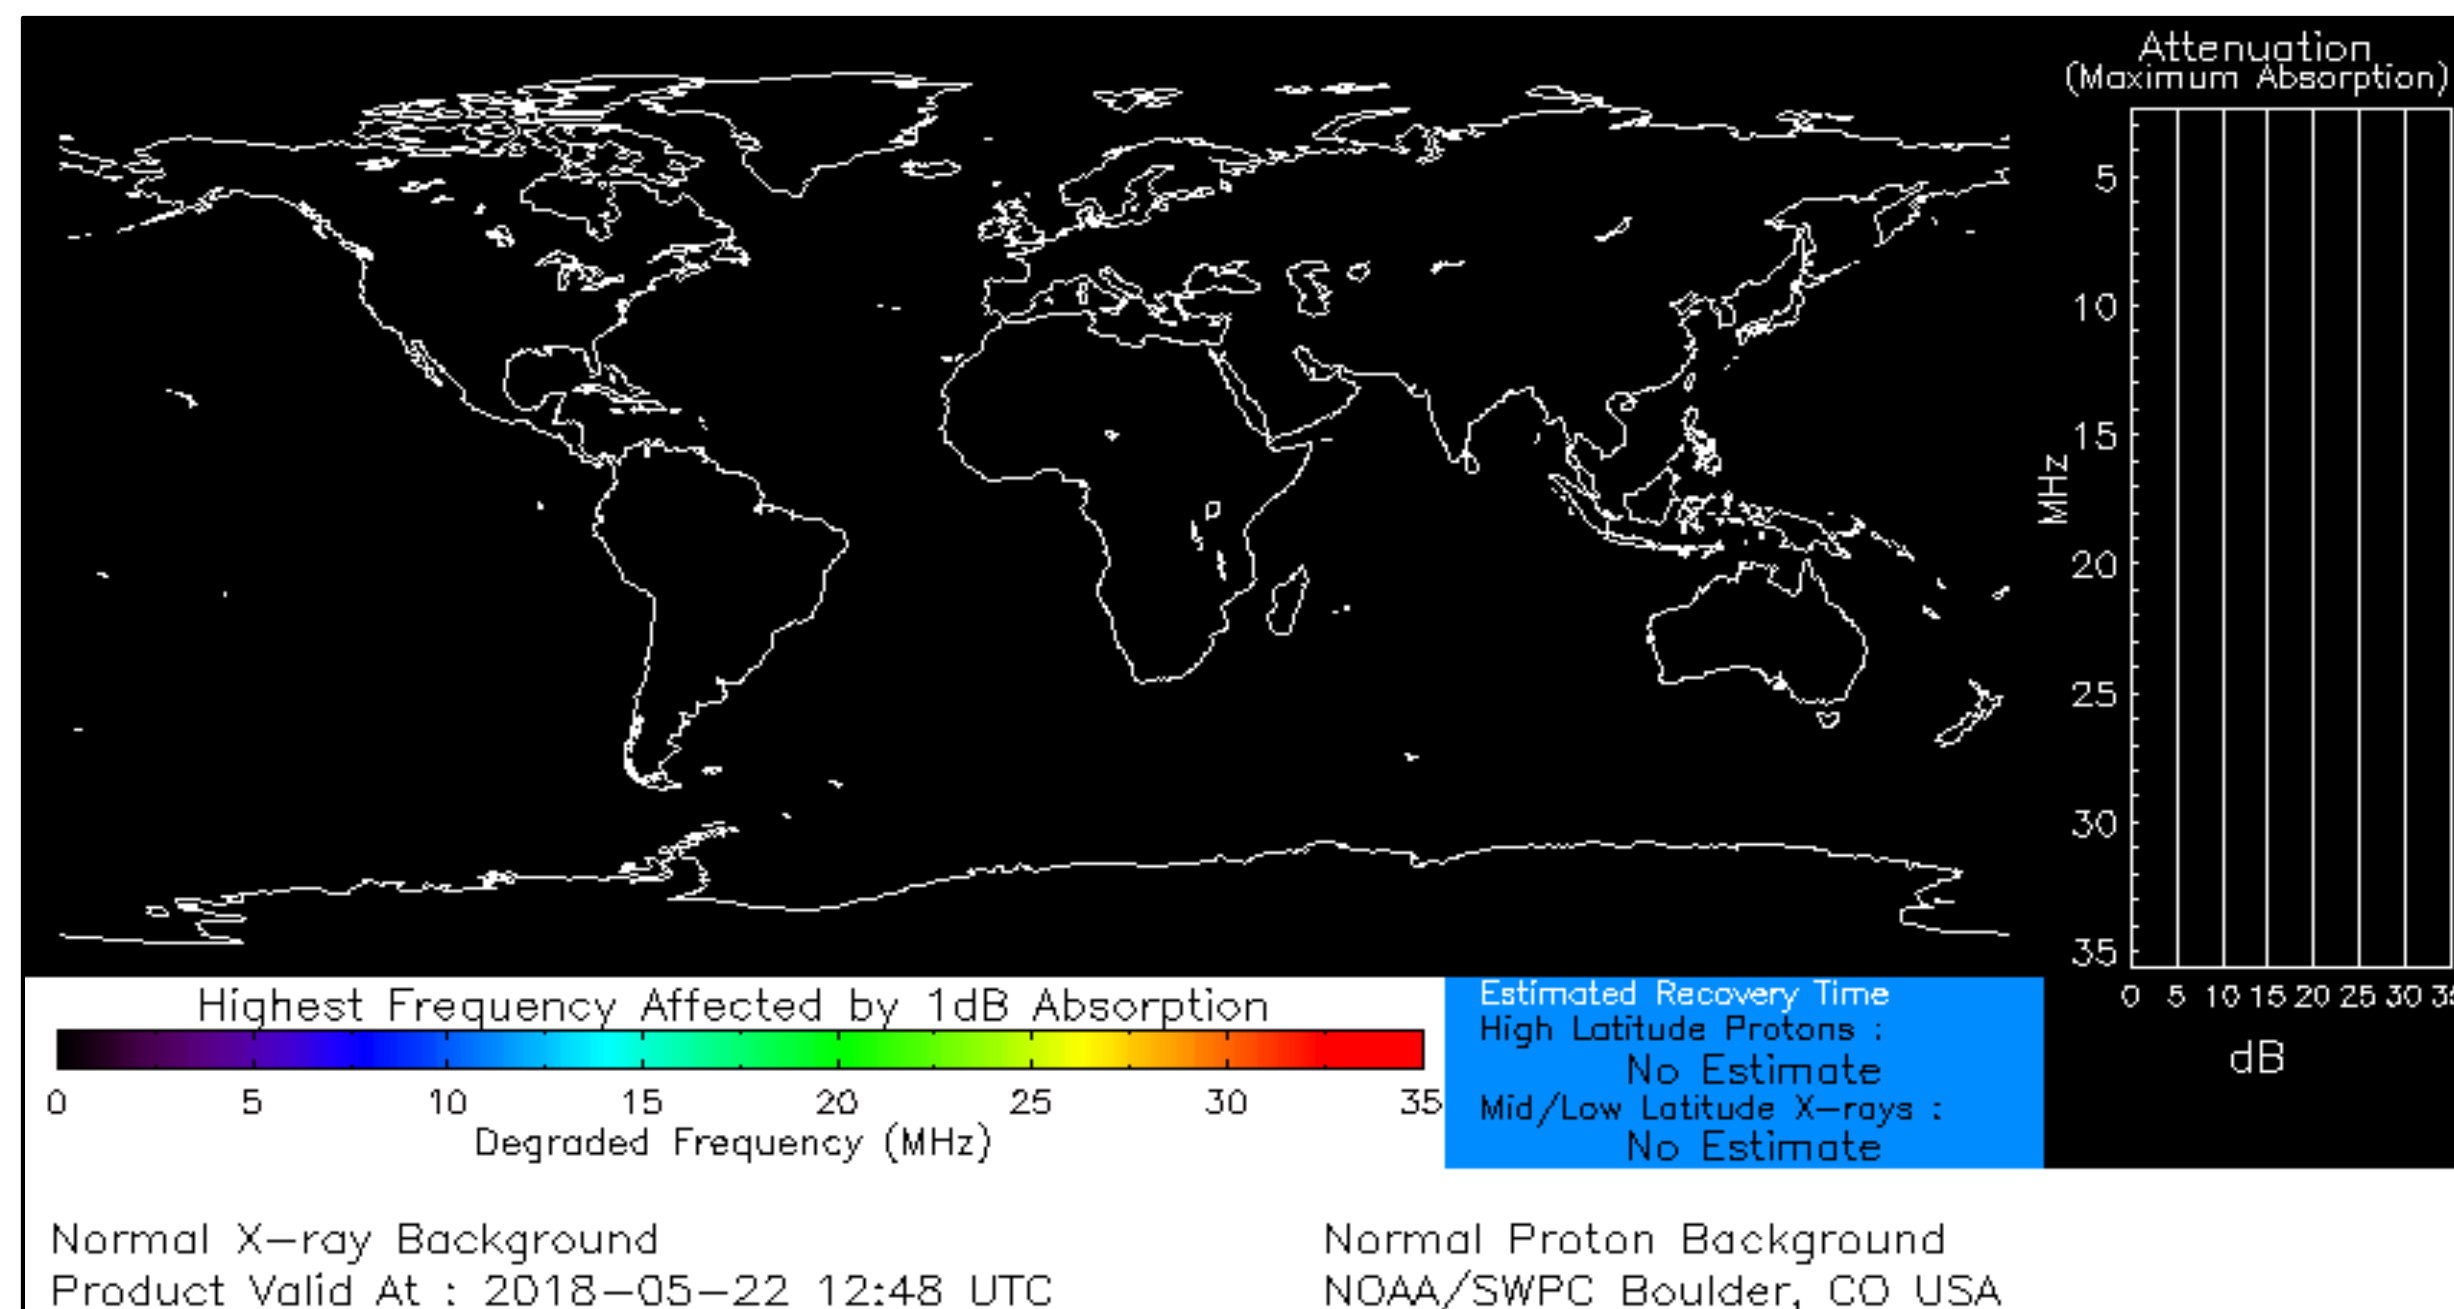 Attenuation
(Maximum Absorption)
5
10
15
20
25
30
35
MHz
0 5 10 15 20 25 30
dB
Highest Frequency Affected by 1dB Absorption
0 5 10 15 20 25 30 35
Degraded Frequency (MHz)
Estimated Recovery Time
High Latitude Protons :
No Estimate
Mid/Low Latitude X-rays :
No Estimate
Normal X-ray Background
Normal Proton Background
Product Valid At : 2018-05-22 12:48 UTC
NOAA/SWPC Boulder, CO USA